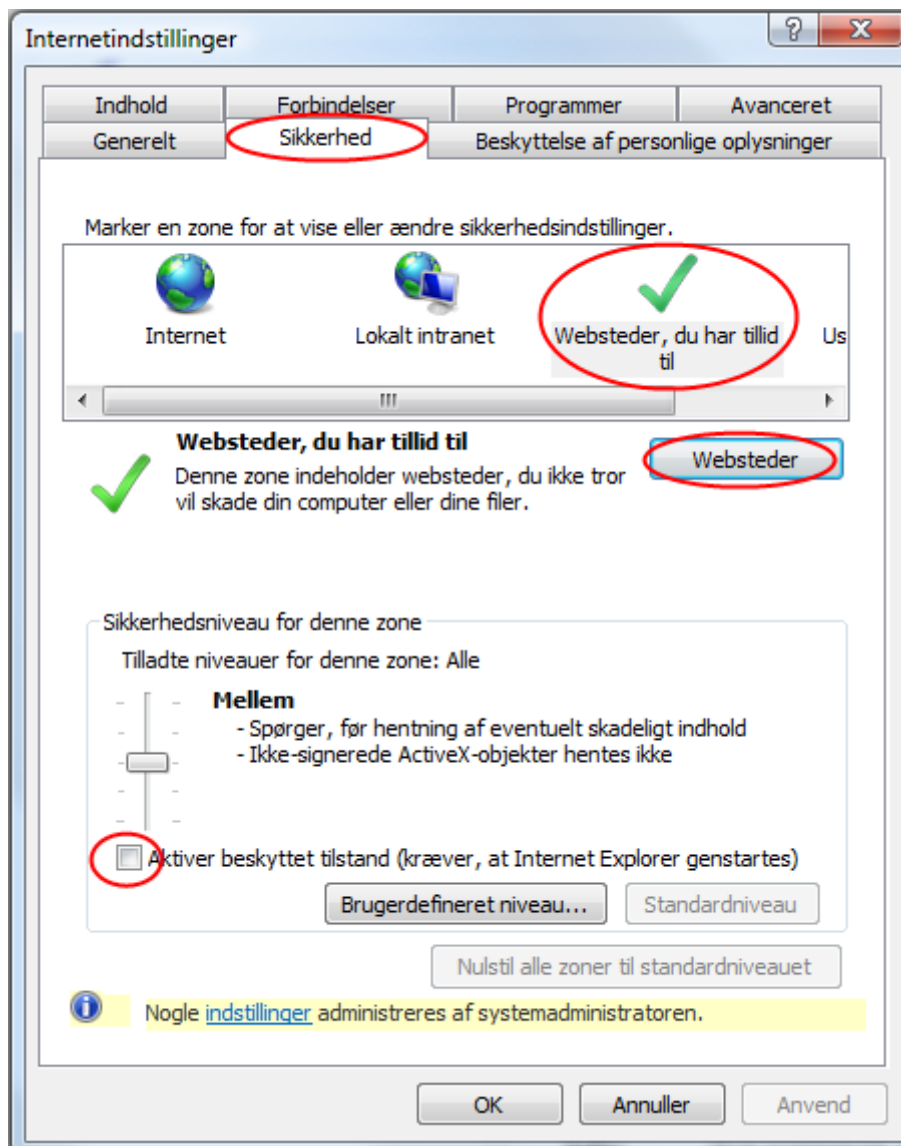 Internetindstillinger
Indhold Forbindelser Programmer Avanceret
Generelt Sikkerhed Beskyttelse af personlige oplysninger
Marker en zone for at vise eller ændre sikkerhedsindstillinger.
Internet Lokalt intranet Websteder, du har tillid til Us
Websteder, du har tillid til
Denne zone indeholder websteder, du ikke tror
vil skade din computer eller dine filer.
Websteder
Sikkerhedsniveau for denne zone
Tilladte niveauer for denne zone: Alle
Mellem
- Spørger, før hentning af eventuelt skadeligt indhold
- Ikke-signerede ActiveX-objekter hentes ikke
Aktiver beskyttet tilstand (kræver, at Internet Explorer genstartes)
Brugerdefineret niveau... Standardniveau
Nulstil alle zoner til standardniveauet
Nogle indstillinger administreres af systemadministratoren.
OK Annuller Anvend